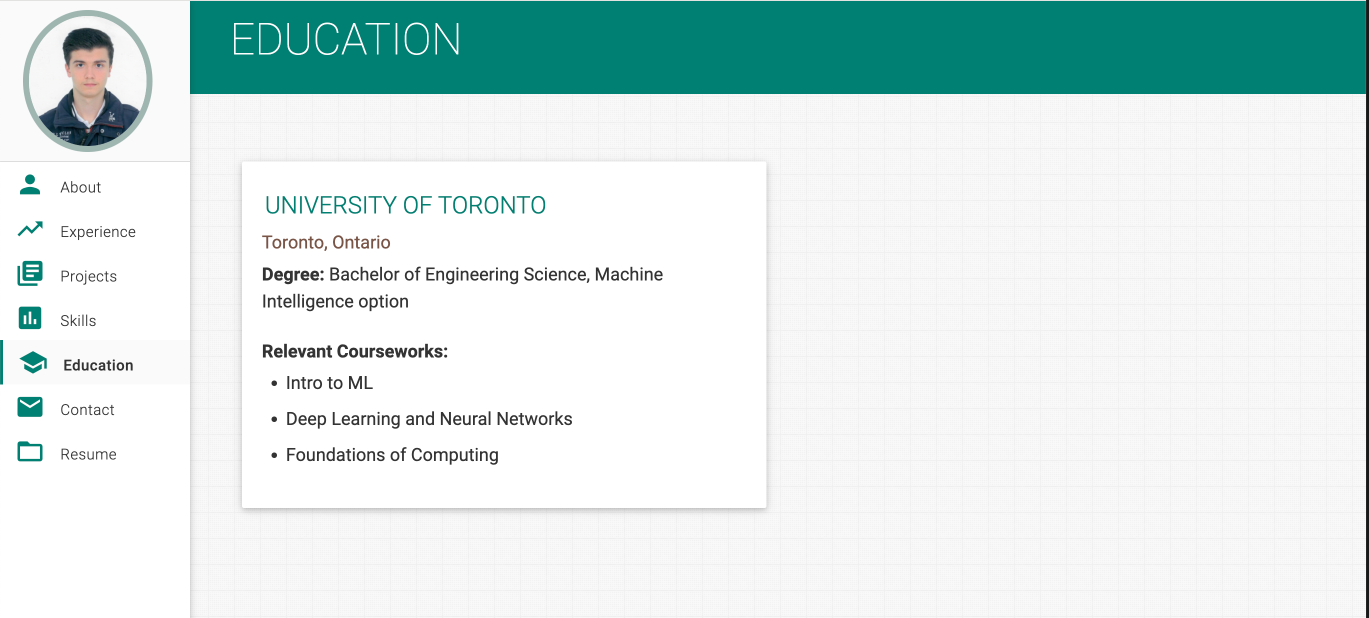 EDUCATION
About
Experience
Projects
Skills
Education
Contact
Resume
UNIVERSITY OF TORONTO
Toronto, Ontario
Degree: Bachelor of Engineering Science, Machine
Intelligence option
Relevant Courseworks:
• Intro to ML
• Deep Learning and Neural Networks
• Foundations of Computing